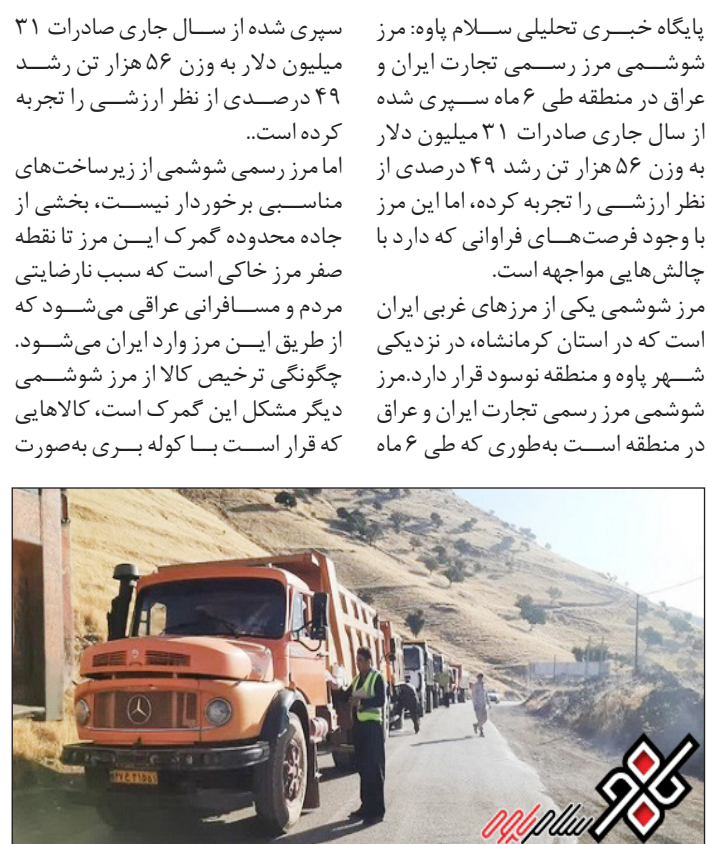 پایگاه خبری تحلیلی سلام پاوه: مرز
شوشمی مرز رسمی تجارت ایران و
عراق در منطقه طی ۶ ماه سپری شده
از سال جاری صادرات ۳۱ میلیون دلار
به وزن ۵۶ هزار تن رشد ۴۹ درصدی از
نظر ارزشی را تجربه کرده، اما این مرز
با وجود فرصت‌های فراوانی که دارد با
چالش‌هایی مواجهه است.
مرز شوشمی یکی از مرزهای غربی ایران
است که در استان کرمانشاه، در نزدیکی
شهر پاوه و منطقه نوسود قرار دارد.مرز
شوشمی مرز رسمی تجارت ایران و عراق
در منطقه است به‌طوری که طی ۶ ماه
سپری شده از سال جاری صادرات ۳۱
میلیون دلار به وزن ۵۶ هزار تن رشد
۴۹ درصدی از نظر ارزشی را تجربه
کرده است..
اما مرز رسمی شوشمی از زیرساخت‌های
مناسبی برخوردار نیست، بخشی از
جاده محدوده گمرک این مرز تا نقطه
صفر مرز خاکی است که سبب نارضایتی
مردم و مسافرانی عراقی می‌شود که
از طریق این مرز وارد ایران می‌شود.
چگونگی ترخیص کالا از مرز شوشمی
دیگر مشکل این گمرک است، کالاهایی
که قرار است با کوله بری به‌صورت
سلام پاوه